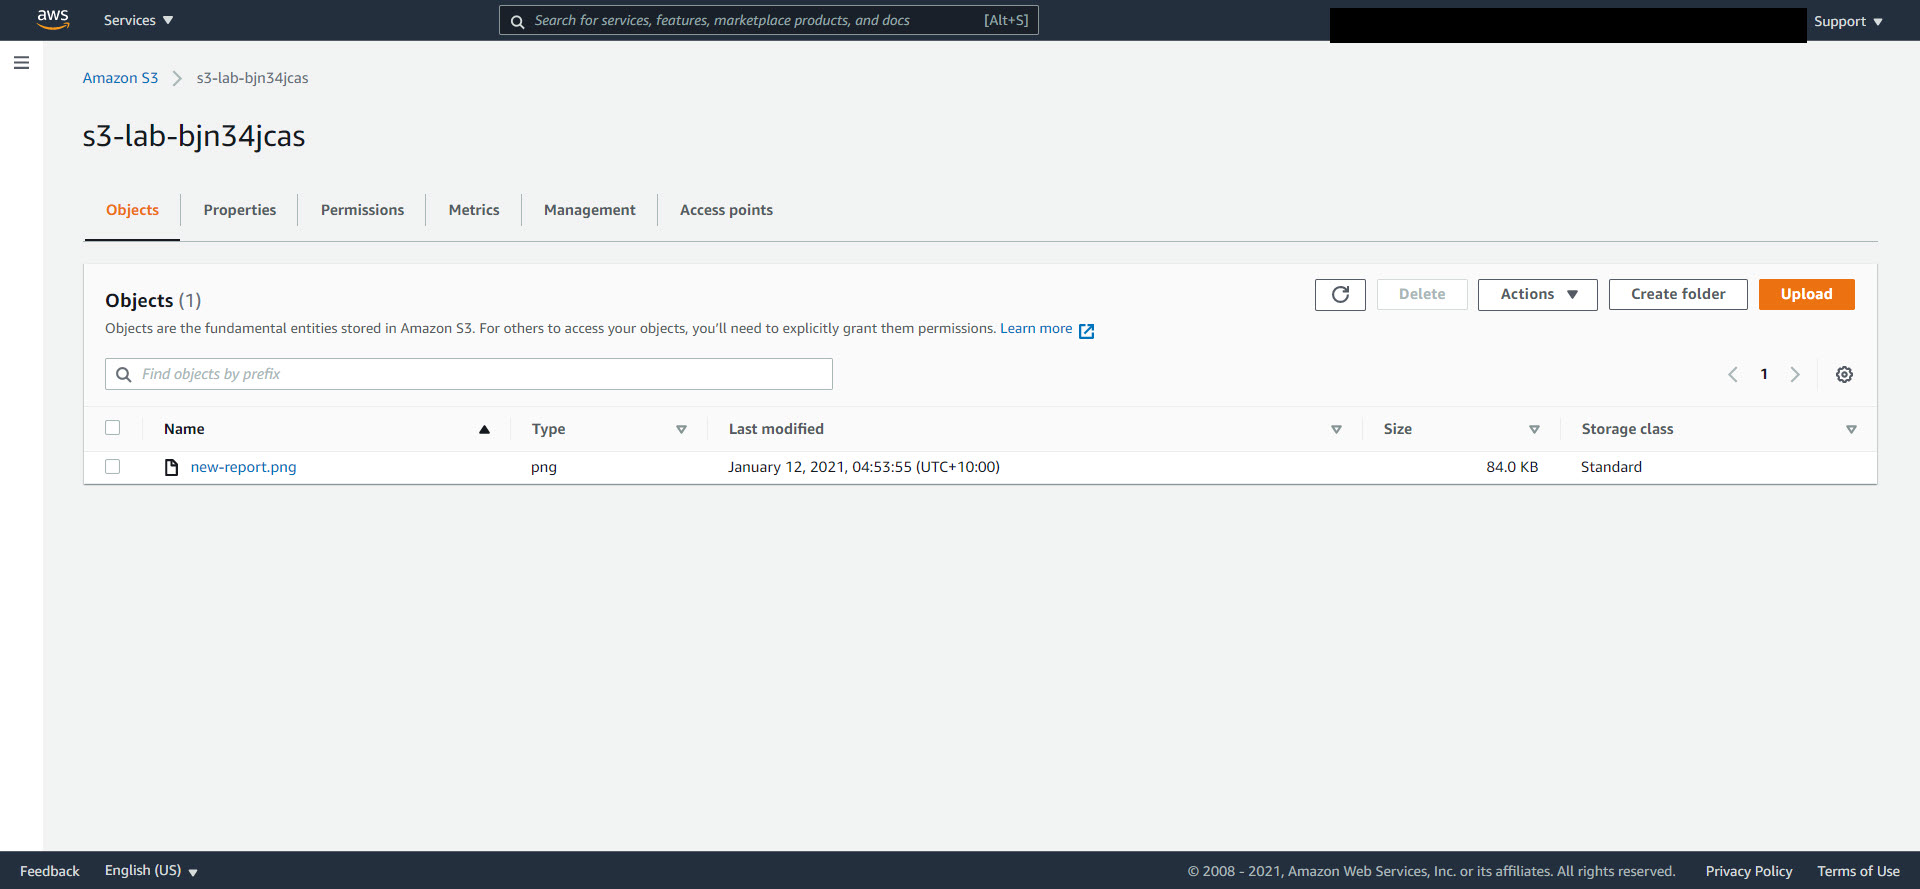 aws Services Search for services, features, marketplace products, and docs [Alt+S] Support
Amazon S3 s3-lab-bjn34jcas
s3-lab-bjn34jcas
Objects Properties Permissions Metrics Management Access points
Objects (1) Delete Actions Create folder Upload
Objects are the fundamental entities stored in Amazon S3. For others to access your objects, you’ll need to explicitly grant them permissions. Learn more
Find objects by prefix 1
Name Type Last modified Size Storage class
new-report.png png January 12, 2021, 04:53:55 (UTC+10:00) 84.0 KB Standard
Feedback English (US) © 2008 - 2021, Amazon Web Services, Inc. or its affiliates. All rights reserved. Privacy Policy Terms of Use